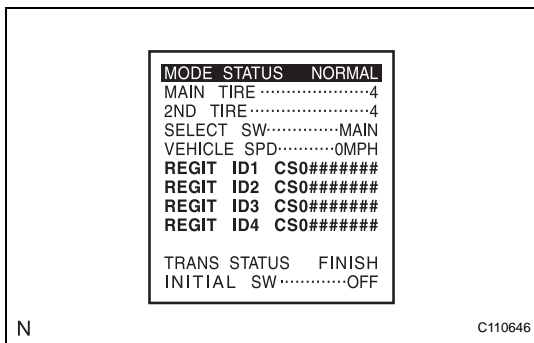 MODE STATUS NORMAL
MAIN TIRE ····················4
2ND TIRE······················4
SELECT SW··············MAIN
VEHICLE SPD···········0MPH
REGIT ID1 CS0#######
REGIT ID2 CS0#######
REGIT ID3 CS0#######
REGIT ID4 CS0#######
TRANS STATUS FINISH
INITIAL SW·············OFF
N C110646